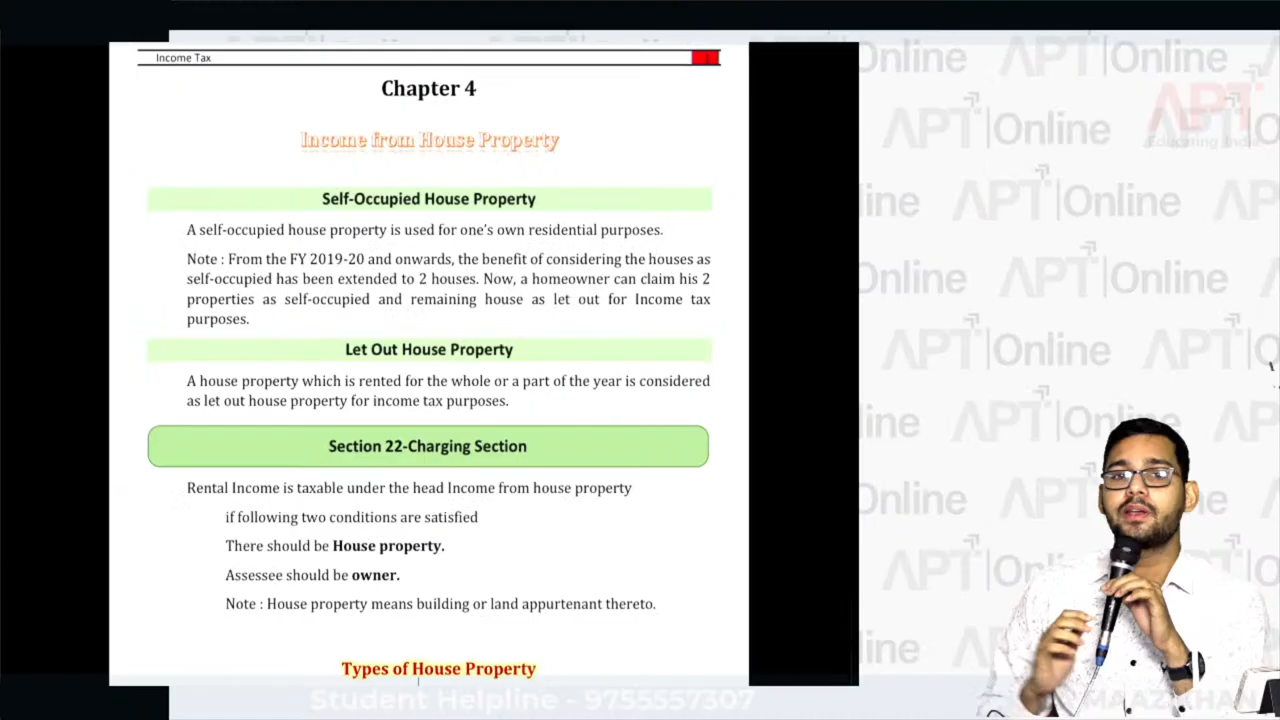 Income Tax
Chapter 4
Income from House Property
Self-Occupied House Property
A self-occupied house property is used for one's own residential purposes.
Note : From the FY 2019-20 and onwards, the benefit of considering the houses as
self-occupied has been extended to 2 houses. Now, a homeowner can claim his 2
properties as self-occupied and remaining house as let out for Income tax
purposes.
Let Out House Property
A house property which is rented for the whole or a part of the year is considered
as let out house property for income tax purposes.
Section 22-Charging Section
Rental Income is taxable under the head Income from house property
if following two conditions are satisfied
There should be House property.
Assessee should be owner.
Note : House property means building or land appurtenant thereto.
Types of House Property
Student Helpline - 9755557307
MAAZ KHAN
APT
Educating India
APT|Online